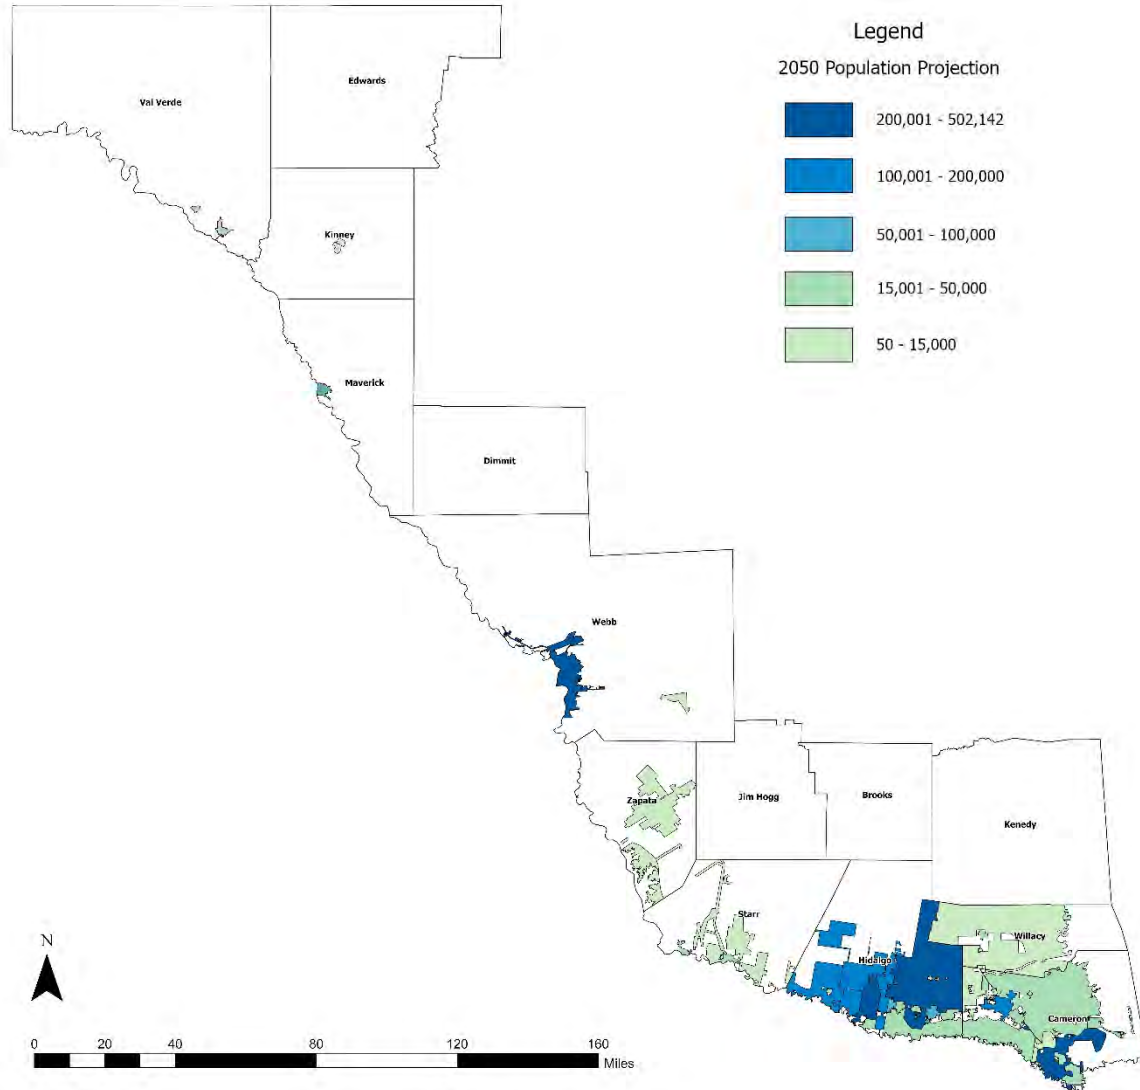 Legend
2050 Population Projection
200,001 - 502,142
100,001 - 200,000
50,001 - 100,000
15,001 - 50,000
50 - 15,000
Edwards
Val Verde
Kinney
Maverick
Dimmit
Webb
Zapata
Jim Hogg
Brooks
Kenedy
Starr
Willacy
Hidalgo
Cameron
N
0 20 40 80 120 160
Miles